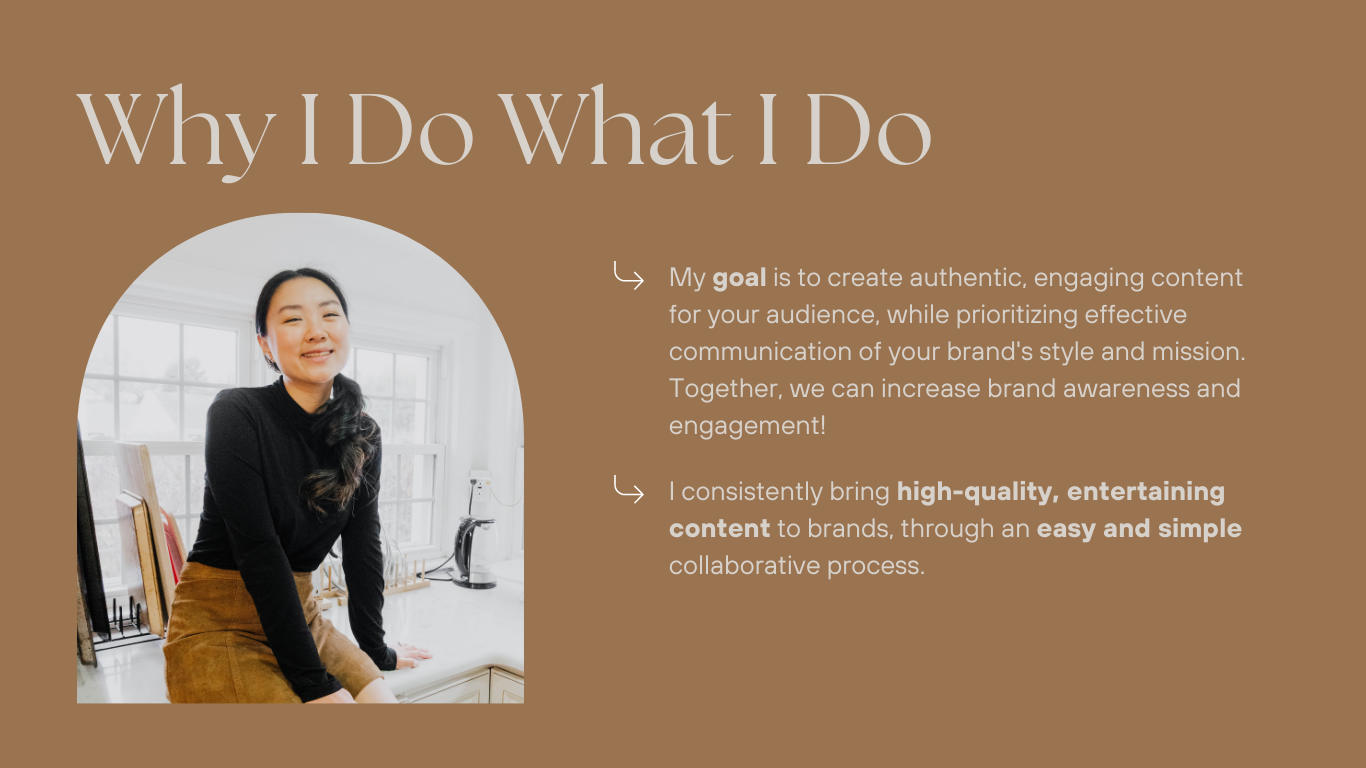 Why I Do What I Do
My goal is to create authentic, engaging content
for your audience, while prioritizing effective
communication of your brand's style and mission.
Together, we can increase brand awareness and
engagement!
I consistently bring high-quality, entertaining
content to brands, through an easy and simple
collaborative process.